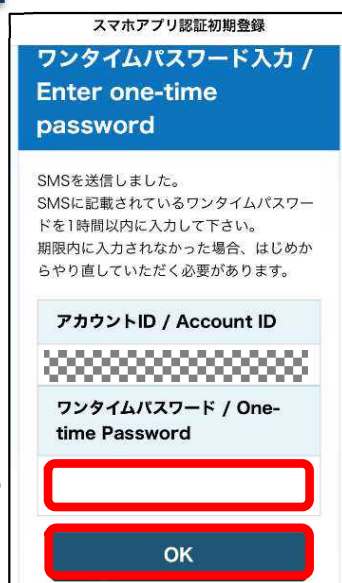 スマホアプリ認証初期登録
ワンタイムパスワード入力 /
Enter one-time
password
SMSを送信しました。
SMSに記載されているワンタイムパスワー
ドを1時間以内に入力して下さい。
期限内に入力されなかった場合、はじめか
らやり直していただく必要があります。
アカウントID / Account ID
ワンタイムパスワード / One-
time Password
OK